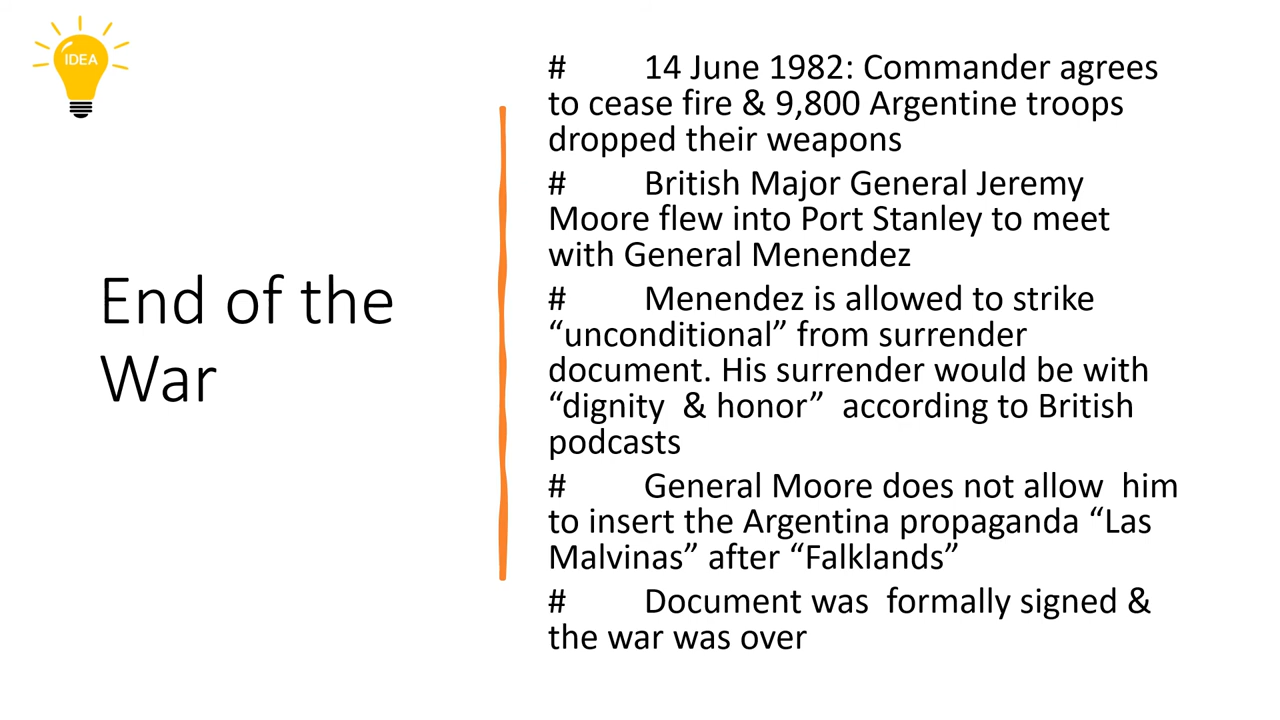 IDEA
End of the
War
# 14 June 1982: Commander agrees
to cease fire & 9,800 Argentine troops
dropped their weapons
# British Major General Jeremy
Moore flew into Port Stanley to meet
with General Menendez
# Menendez is allowed to strike
“unconditional” from surrender
document. His surrender would be with
“dignity & honor” according to British
podcasts
# General Moore does not allow him
to insert the Argentina propaganda “Las
Malvinas” after “Falklands”
# Document was formally signed &
the war was over